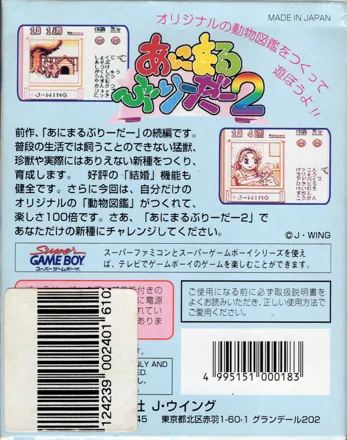 オリジナルの動物図鑑をつくって
遊ぼうよ!!
MADE IN JAPAN
J-WING
あにまる
ぶりーだー2
前作、「あにまるぶりーだー」の続編です。
普段の生活では飼うことのできない猛獣、
珍獣や実際にはありえない新種をつくり、
育成します。 好評の「結婚」機能も
健全です。さらに今回は、自分だけの
オリジナルの「動物図鑑」がつくれて、
楽しさ100倍です。さあ、「あにまるぶりーだー2」で
あなただけの新種にチャレンジしてください。
© J・WING
Super
GAME BOY
スーパーゲームボーイ
スーパーファミコンとスーパーゲームボーイシリーズを使え
ば、テレビでゲームボーイのゲームを楽しむことができます。
124239 002401 6102
ご使用になる前に必ず取扱説明書を
よくお読みいただき、正しい使用方法で
ご愛用ください。
4 995151 000183
社 J・ウイング
45 東京都北区赤羽1-60-1 グランデール202